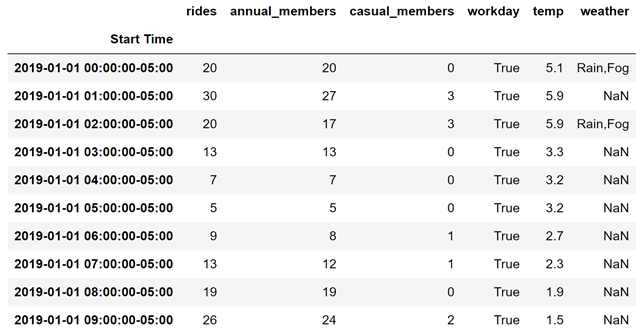 rides annual_members casual_members workday temp weather
Start Time
2019-01-01 00:00:00-05:00 20 20 0 True 5.1 Rain,Fog
2019-01-01 01:00:00-05:00 30 27 3 True 5.9 NaN
2019-01-01 02:00:00-05:00 20 17 3 True 5.9 Rain,Fog
2019-01-01 03:00:00-05:00 13 13 0 True 3.3 NaN
2019-01-01 04:00:00-05:00 7 7 0 True 3.2 NaN
2019-01-01 05:00:00-05:00 5 5 0 True 3.2 NaN
2019-01-01 06:00:00-05:00 9 8 1 True 2.7 NaN
2019-01-01 07:00:00-05:00 13 12 1 True 2.3 NaN
2019-01-01 08:00:00-05:00 19 19 0 True 1.9 NaN
2019-01-01 09:00:00-05:00 26 24 2 True 1.5 NaN